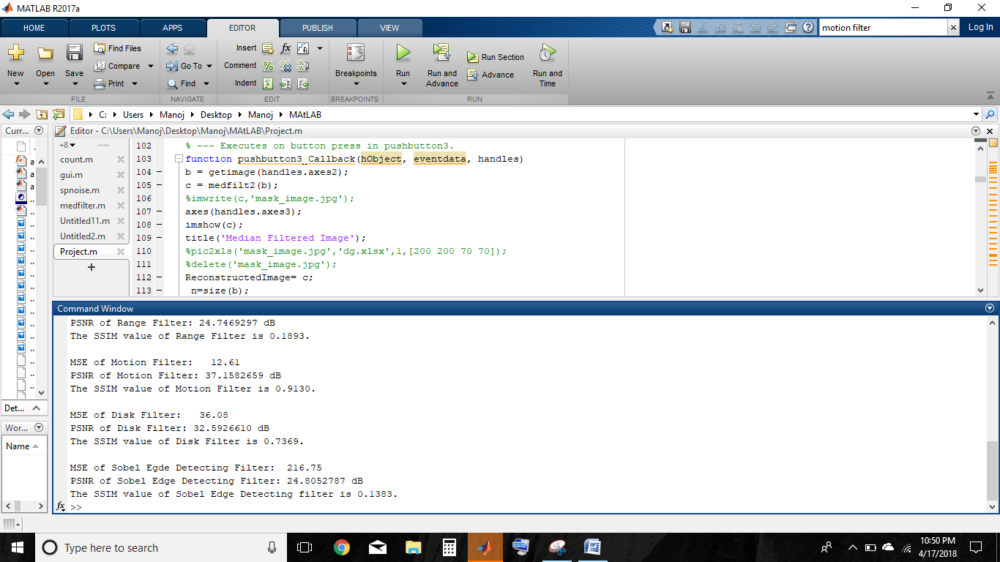 MATLAB R2017a
HOME PLOTS APPS EDITOR PUBLISH VIEW motion filter Log In
New Open Save Find Files Compare Print
Go To Find
Insert fx
Comment
Indent
Breakpoints
Run Run and Advance Run Section Advance Run and Time
FILE NAVIGATE EDIT BREAKPOINTS RUN
C: Users Manoj Desktop Manoj MAtLAB
Curr... Editor - C:\Users\Manoj\Desktop\Manoj\MAtLAB\Project.m
+8
count.m
gui.m
spnoise.m
medfilter.m
Untitled11.m
Untitled2.m
Project.m
+
102 % --- Executes on button press in pushbutton3.
103 function pushbutton3_Callback(hObject, eventdata, handles)
104 – b = getimage(handles.axes2);
105 – c = medfilt2(b);
106 %imwrite(c,'mask_image.jpg');
107 – axes(handles.axes3);
108 – imshow(c);
109 – title('Median Filtered Image');
110 %pic2xls('mask_image.jpg','dg.xlsx',1,[200 200 70 70]);
111 %delete('mask_image.jpg');
112 – ReconstructedImage= c;
113 – n=size(b);
Det...
Wor...
Name
Command Window
PSNR of Range Filter: 24.7469297 dB
The SSIM value of Range Filter is 0.1893.
MSE of Motion Filter:   12.61
PSNR of Motion Filter: 37.1582659 dB
The SSIM value of Motion Filter is 0.9130.
MSE of Disk Filter:   36.08
PSNR of Disk Filter: 32.5926610 dB
The SSIM value of Disk Filter is 0.7369.
MSE of Sobel Egde Detecting Filter:  216.75
PSNR of Sobel Edge Detecting Filter: 24.8052787 dB
The SSIM value of Sobel Edge Detecting filter is 0.1383.
fx >>
Type here to search
10:50 PM
4/17/2018